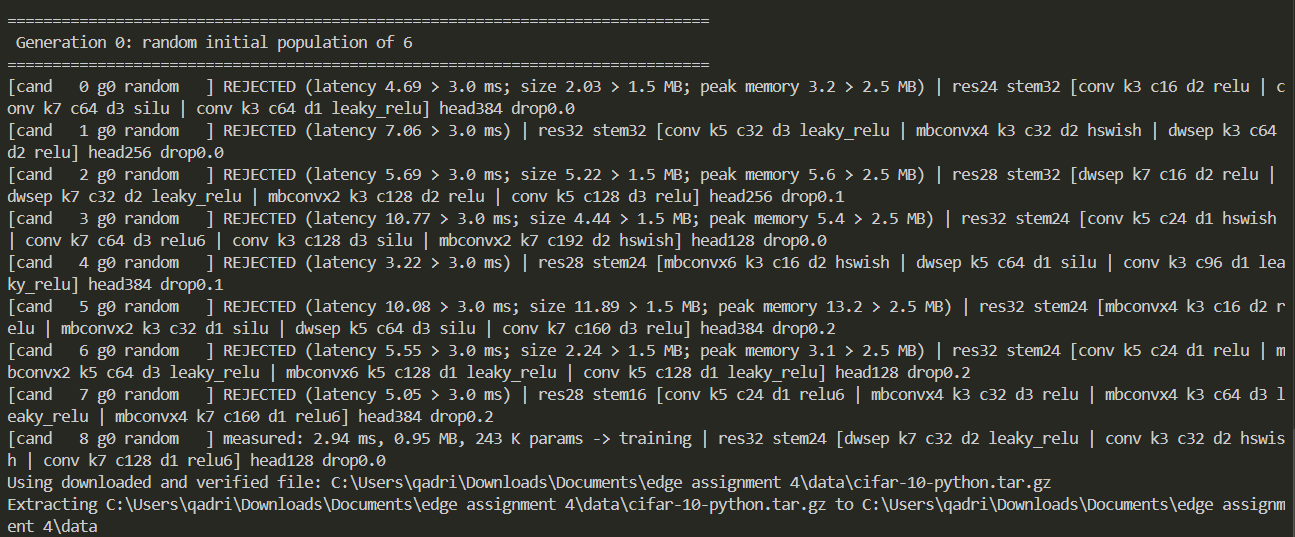 ==============================================================================
Generation 0: random initial population of 6
==============================================================================
[cand   0 g0 random   ] REJECTED (latency 4.69 > 3.0 ms; size 2.03 > 1.5 MB; peak memory 3.2 > 2.5 MB) | res24 stem32 [conv k3 c16 d2 relu | c
onv k7 c64 d3 silu | conv k3 c64 d1 leaky_relu] head384 drop0.0
[cand   1 g0 random   ] REJECTED (latency 7.06 > 3.0 ms) | res32 stem32 [conv k5 c32 d3 leaky_relu | mbconvx4 k3 c32 d2 hswish | dwsep k3 c64
d2 relu] head256 drop0.0
[cand   2 g0 random   ] REJECTED (latency 5.69 > 3.0 ms; size 5.22 > 1.5 MB; peak memory 5.6 > 2.5 MB) | res28 stem32 [dwsep k7 c16 d2 relu |
dwsep k7 c32 d2 leaky_relu | mbconvx2 k3 c128 d2 relu | conv k5 c128 d3 relu] head256 drop0.1
[cand   3 g0 random   ] REJECTED (latency 10.77 > 3.0 ms; size 4.44 > 1.5 MB; peak memory 5.4 > 2.5 MB) | res32 stem24 [conv k5 c24 d1 hswish
| conv k7 c64 d3 relu6 | conv k3 c128 d3 silu | mbconvx2 k7 c192 d2 hswish] head128 drop0.0
[cand   4 g0 random   ] REJECTED (latency 3.22 > 3.0 ms) | res28 stem24 [mbconvx6 k3 c16 d2 hswish | dwsep k5 c64 d1 silu | conv k3 c96 d1 lea
ky_relu] head384 drop0.1
[cand   5 g0 random   ] REJECTED (latency 10.08 > 3.0 ms; size 11.89 > 1.5 MB; peak memory 13.2 > 2.5 MB) | res32 stem24 [mbconvx4 k3 c16 d2 r
elu | mbconvx2 k3 c32 d1 silu | dwsep k5 c64 d3 silu | conv k7 c160 d3 relu] head384 drop0.2
[cand   6 g0 random   ] REJECTED (latency 5.55 > 3.0 ms; size 2.24 > 1.5 MB; peak memory 3.1 > 2.5 MB) | res32 stem24 [conv k5 c24 d1 relu | m
bconvx2 k5 c64 d3 leaky_relu | mbconvx6 k5 c128 d1 leaky_relu | conv k5 c128 d1 leaky_relu] head128 drop0.2
[cand   7 g0 random   ] REJECTED (latency 5.05 > 3.0 ms) | res28 stem16 [conv k5 c24 d1 relu6 | mbconvx4 k3 c32 d3 relu | mbconvx4 k3 c64 d3 l
eaky_relu | mbconvx4 k7 c160 d1 relu6] head384 drop0.2
[cand   8 g0 random   ] measured: 2.94 ms, 0.95 MB, 243 K params -> training | res32 stem24 [dwsep k7 c32 d2 leaky_relu | conv k3 c32 d2 hswis
h | conv k7 c128 d1 relu6] head128 drop0.0
Using downloaded and verified file: C:\Users\qadri\Downloads\Documents\edge assignment 4\data\cifar-10-python.tar.gz
Extracting C:\Users\qadri\Downloads\Documents\edge assignment 4\data\cifar-10-python.tar.gz to C:\Users\qadri\Downloads\Documents\edge assignm
ent 4\data